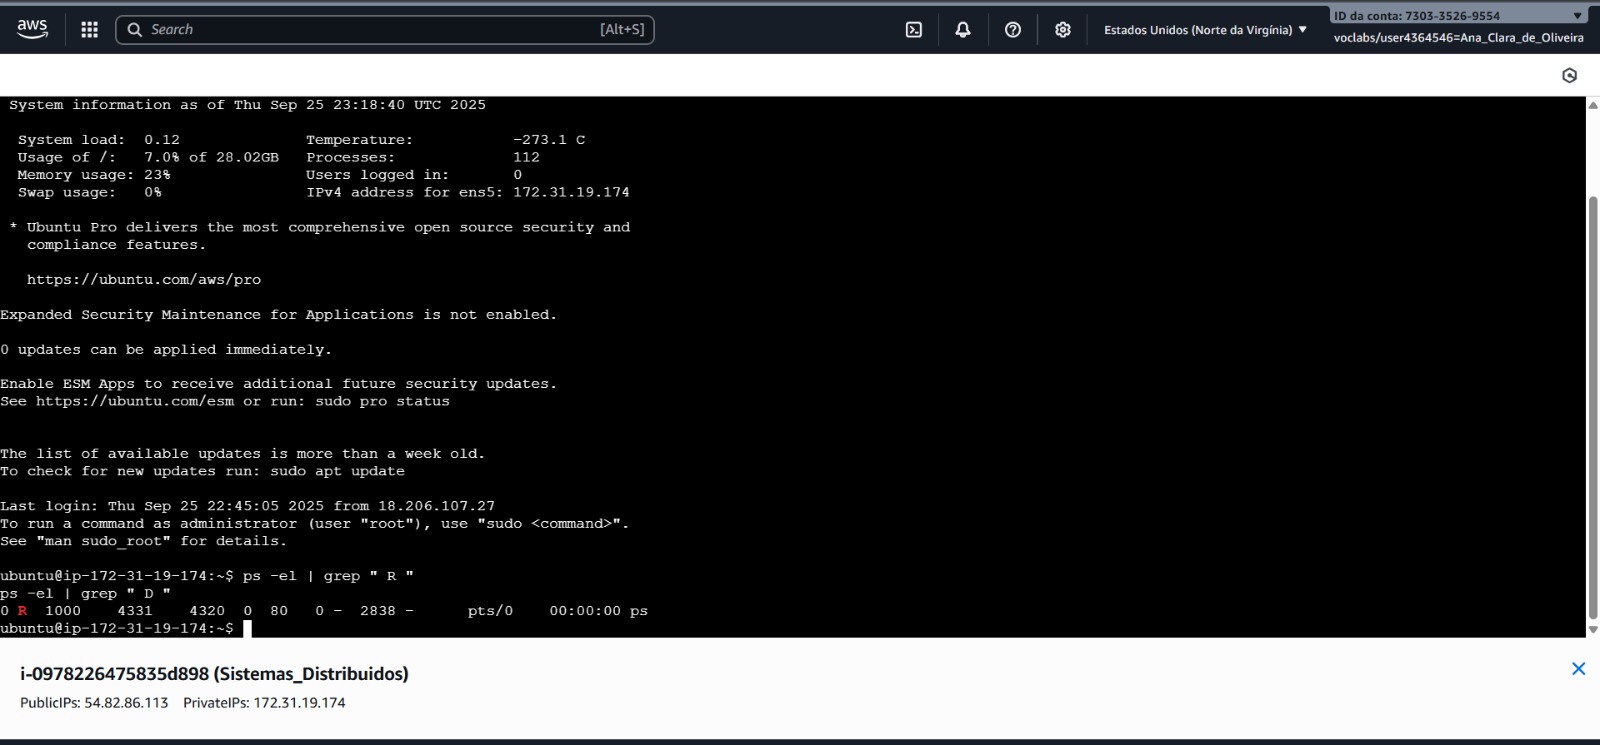 aws
Search [Alt+S]
Estados Unidos (Norte da Virgínia)
ID da conta: 7303-3526-9554
voclabs/user4364546=Ana_Clara_de_Oliveira
System information as of Thu Sep 25 23:18:40 UTC 2025
System load: 0.12 Temperature: -273.1 C
Usage of /: 7.0% of 28.02GB Processes: 112
Memory usage: 23% Users logged in: 0
Swap usage: 0% IPv4 address for ens5: 172.31.19.174
* Ubuntu Pro delivers the most comprehensive open source security and
compliance features.
https://ubuntu.com/aws/pro
Expanded Security Maintenance for Applications is not enabled.
0 updates can be applied immediately.
Enable ESM Apps to receive additional future security updates.
See https://ubuntu.com/esm or run: sudo pro status
The list of available updates is more than a week old.
To check for new updates run: sudo apt update
Last login: Thu Sep 25 22:45:05 2025 from 18.206.107.27
To run a command as administrator (user "root"), use "sudo <command>".
See "man sudo_root" for details.
ubuntu@ip-172-31-19-174:~$ ps -el | grep " R "
ps -el | grep " D "
0 R 1000 4331 4320 0 80 0 - 2838 - pts/0 00:00:00 ps
ubuntu@ip-172-31-19-174:~$
i-0978226475835d898 (Sistemas_Distribuidos)
PublicIPs: 54.82.86.113 PrivateIPs: 172.31.19.174